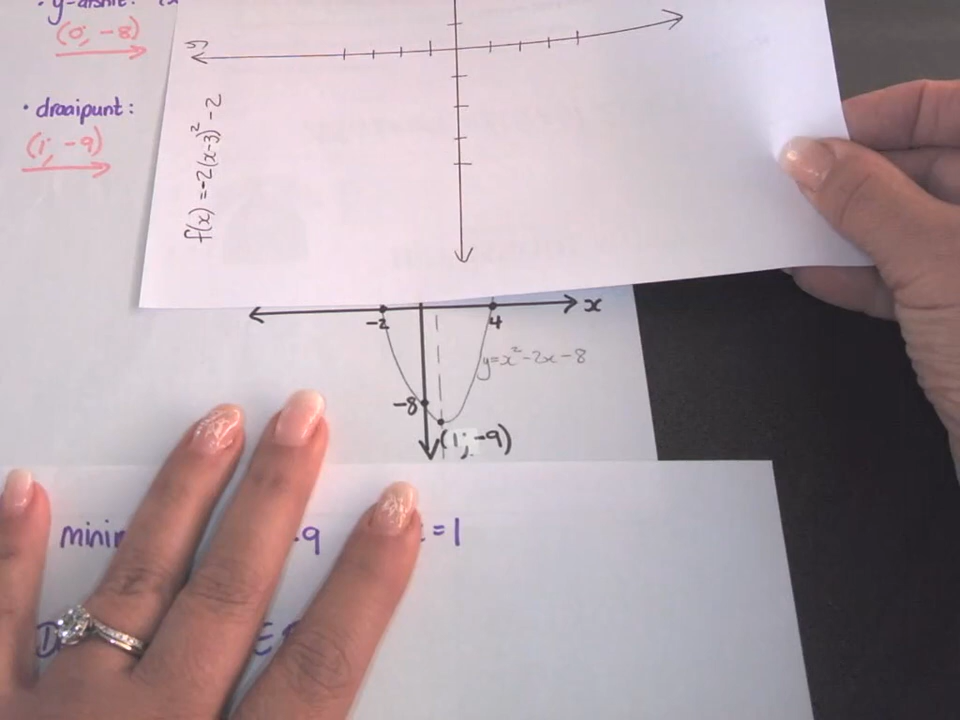 (0; -8)
• draaipunt:
(1; -9)
y
f(x) = -2(x-3)² - 2
x
-2
4
y = x² - 2x - 8
-8
(1; -9)
-9
= 1